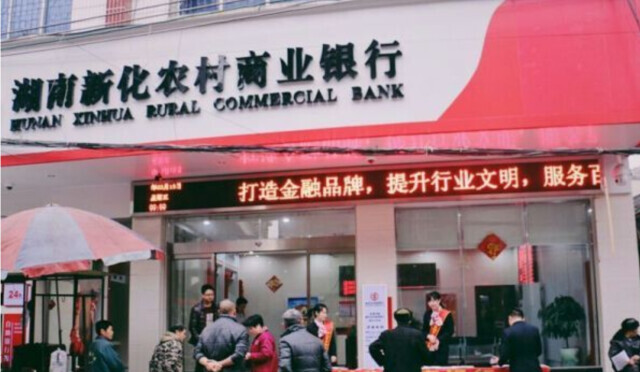 湖南新化农村商业银行
HUNAN XINHUA RURAL COMMERCIAL BANK
打造金融品牌，提升行业文明，服务百
24